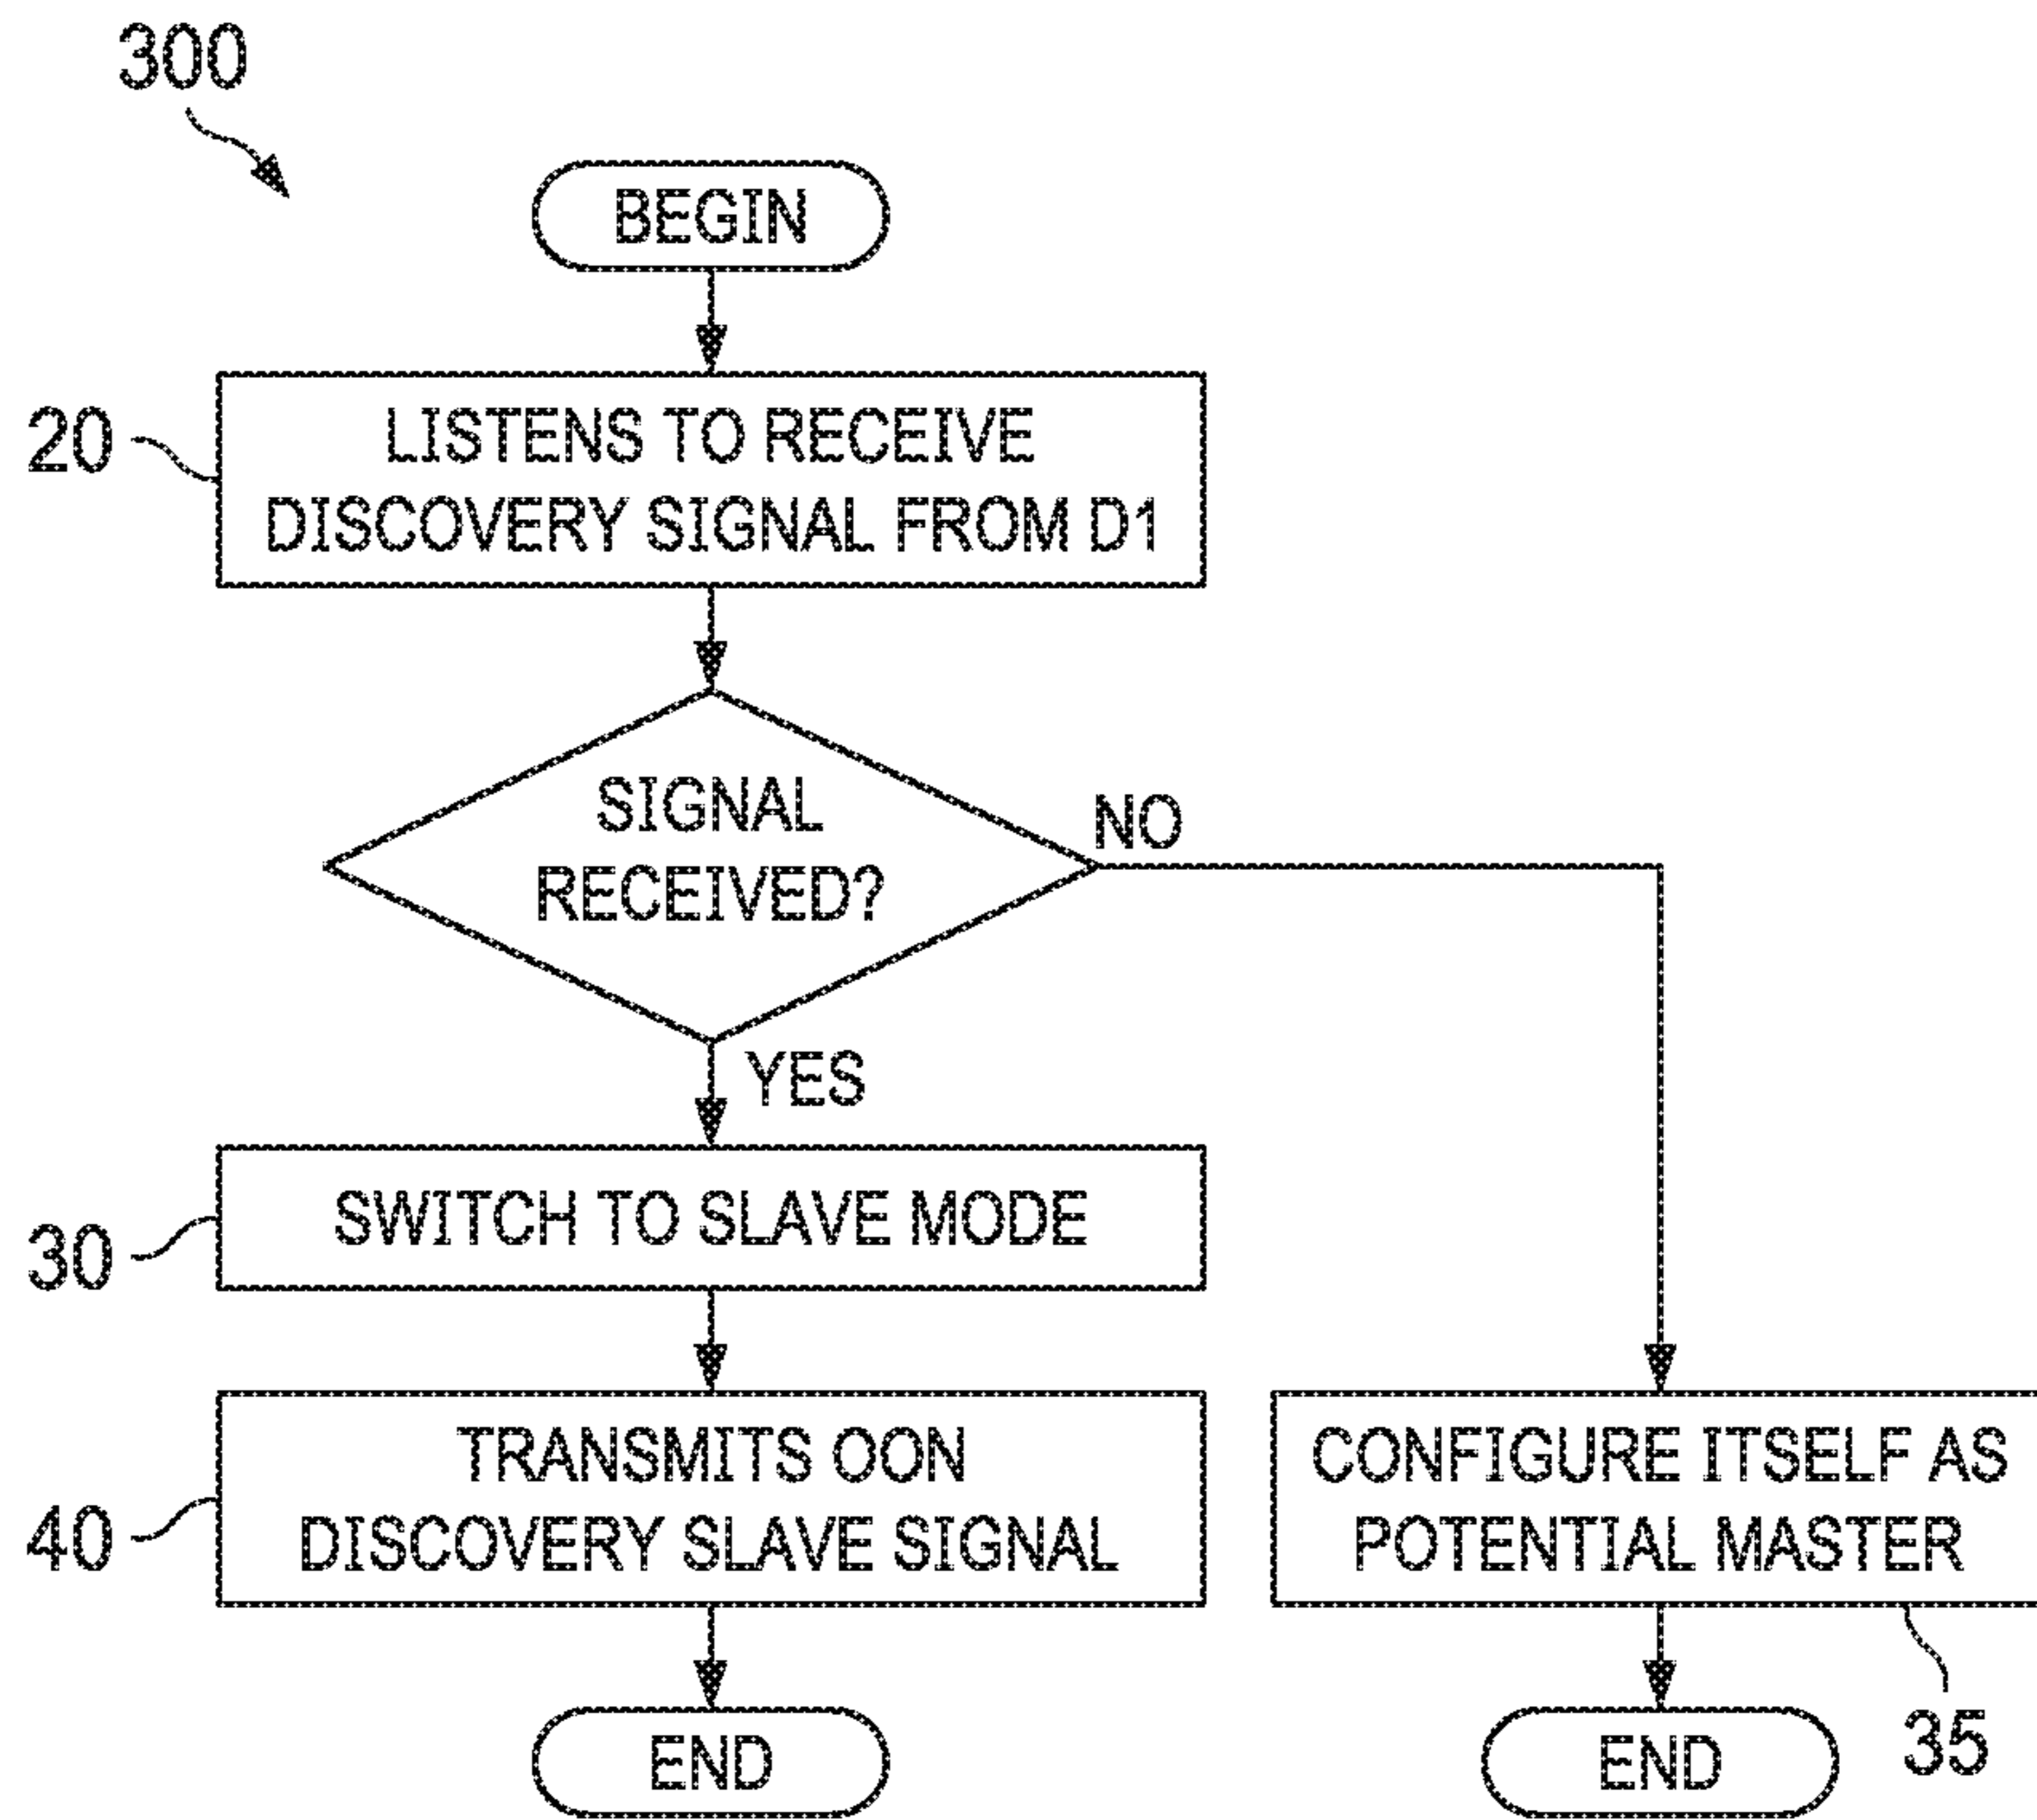 300
BEGIN
20
LISTENS TO RECEIVE
DISCOVERY SIGNAL FROM D1
SIGNAL
RECEIVED?
NO
YES
30
SWITCH TO SLAVE MODE
40
TRANSMITS OON
DISCOVERY SLAVE SIGNAL
CONFIGURE ITSELF AS
POTENTIAL MASTER
35
END
END